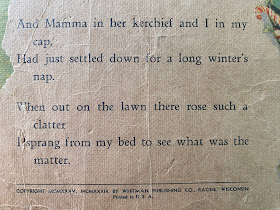 And Mamma in her kerchief and I in my
cap,
Had just settled down for a long winter's
nap.
When out on the lawn there rose such a
clatter
I sprang from my bed to see what was the
matter.
COPYRIGHT MCMXXXV, MCMXXXIX BY WHITMAN PUBLISHING CO., RACINE, WISCONSIN
Printed in U. S. A.